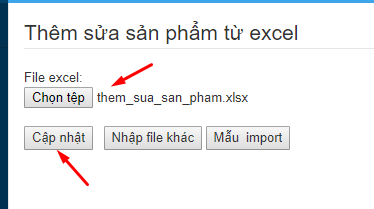 Thêm sửa sản phẩm từ excel
File excel:
Chọn tệp them_sua_san_pham.xlsx
Cập nhật Nhập file khác Mẫu import